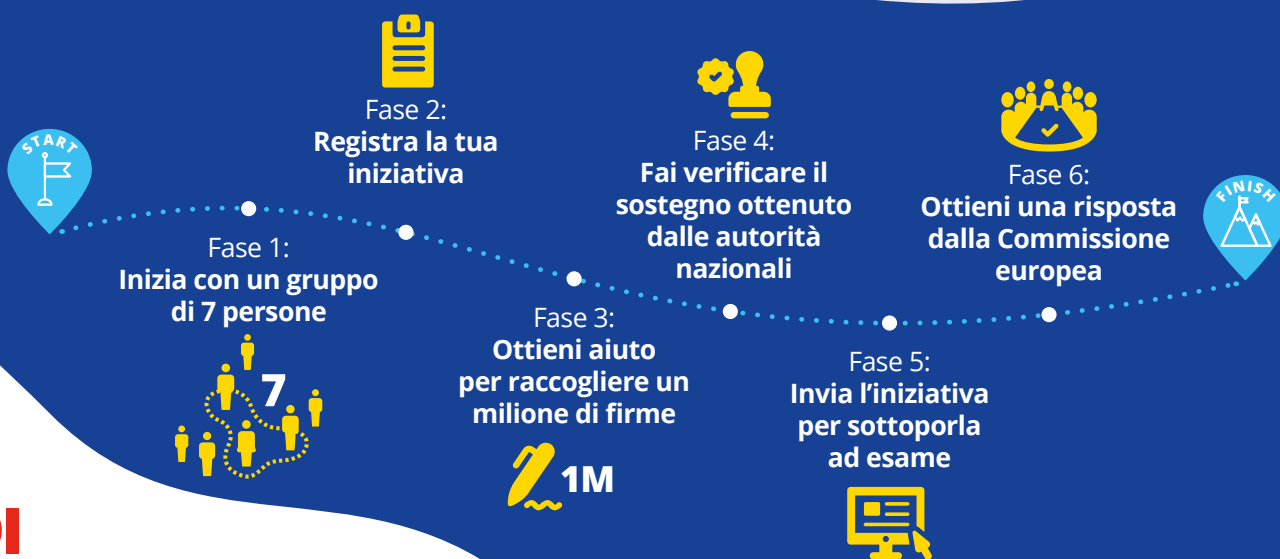 START
Fase 1:
Inizia con un gruppo
di 7 persone
7
Fase 2:
Registra la tua
iniziativa
Fase 3:
Ottieni aiuto
per raccogliere un
milione di firme
1M
Fase 4:
Fai verificare il
sostegno ottenuto
dalle autorità
nazionali
Fase 5:
Invia l’iniziativa
per sottoporla
ad esame
Fase 6:
Ottieni una risposta
dalla Commissione
europea
FINISH